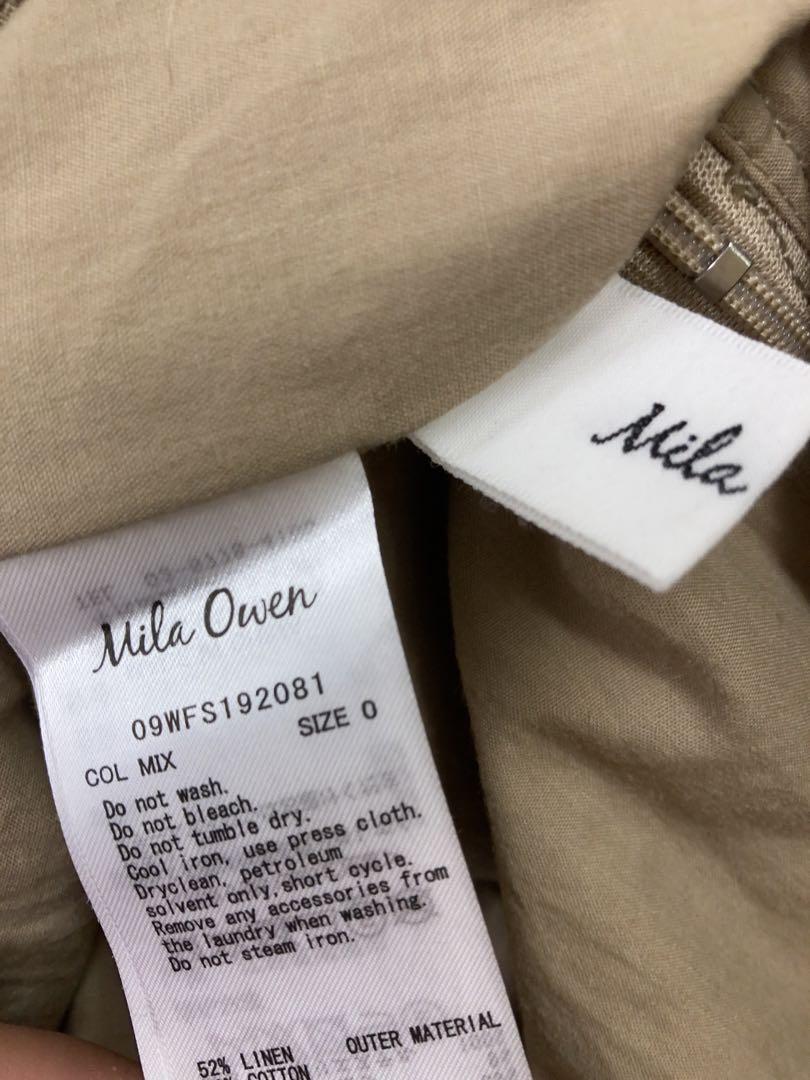 Mila
Mila Owen
09WFS192081
SIZE 0
COL MIX
Do not wash.
Do not bleach.
Do not tumble dry.
Cool iron, use press cloth.
Dryclean, petroleum
solvent only,short cycle.
Remove any accessories from
the laundry when washing.
Do not steam iron.
OUTER MATERIAL
52% LINEN
COTTON